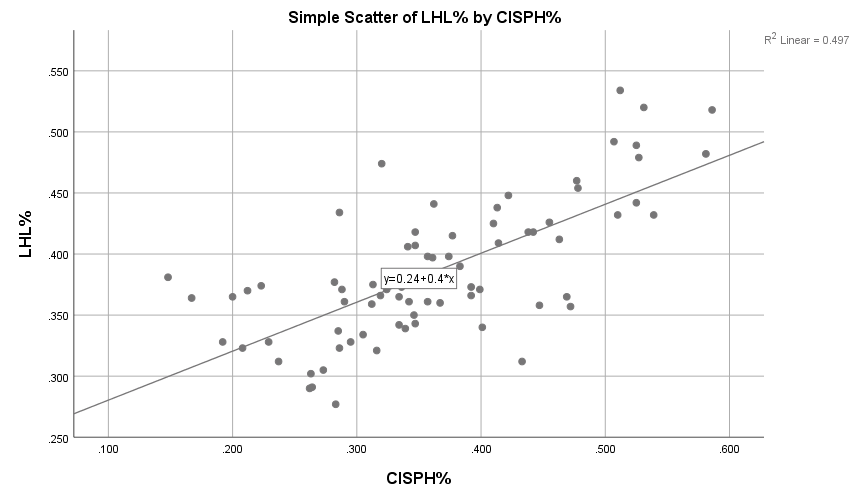 Simple Scatter of LHL% by CISPH%
R2 Linear = 0.497
.550
.500
.450
.400
.350
.300
.250
LHL%
y=0.24+0.4*x
.100 .200 .300 .400 .500 .600
CISPH%